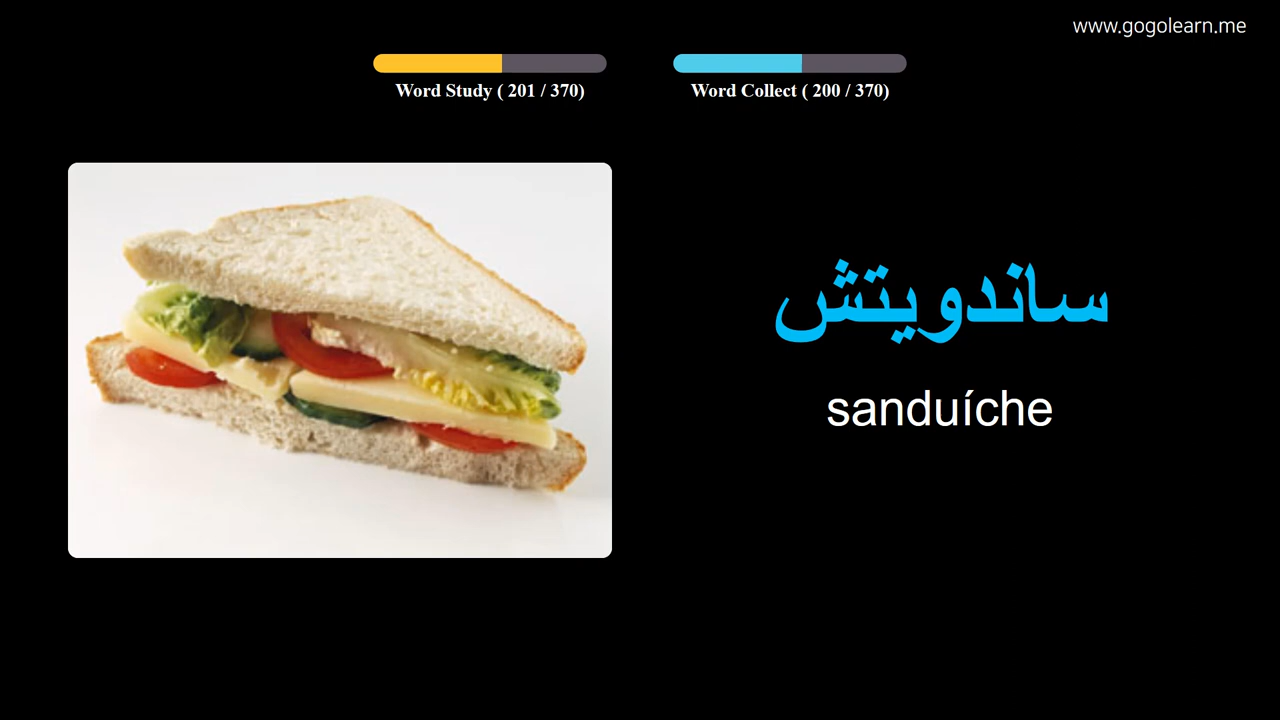 www.gogolearn.me
Word Study ( 201 / 370)
Word Collect ( 200 / 370)
ساندويتش
sanduíche